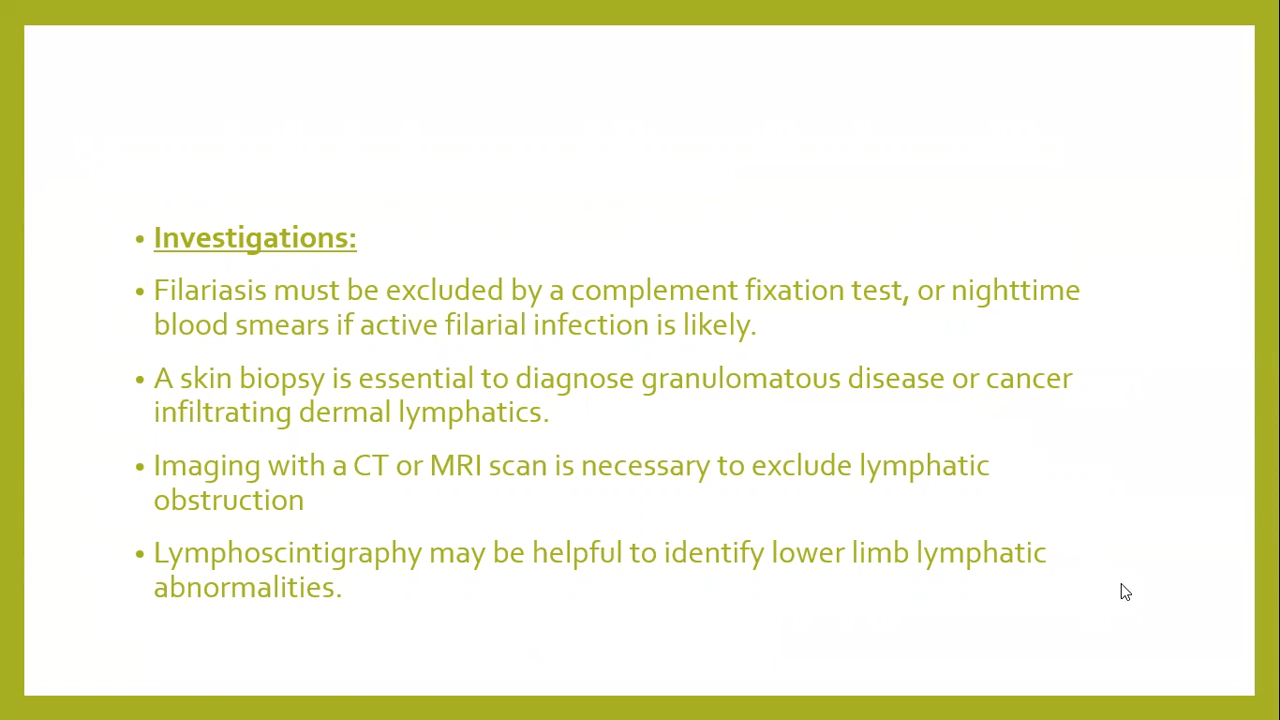 • Investigations:
• Filariasis must be excluded by a complement fixation test, or nighttime
blood smears if active filarial infection is likely.
• A skin biopsy is essential to diagnose granulomatous disease or cancer
infiltrating dermal lymphatics.
• Imaging with a CT or MRI scan is necessary to exclude lymphatic
obstruction
• Lymphoscintigraphy may be helpful to identify lower limb lymphatic
abnormalities.